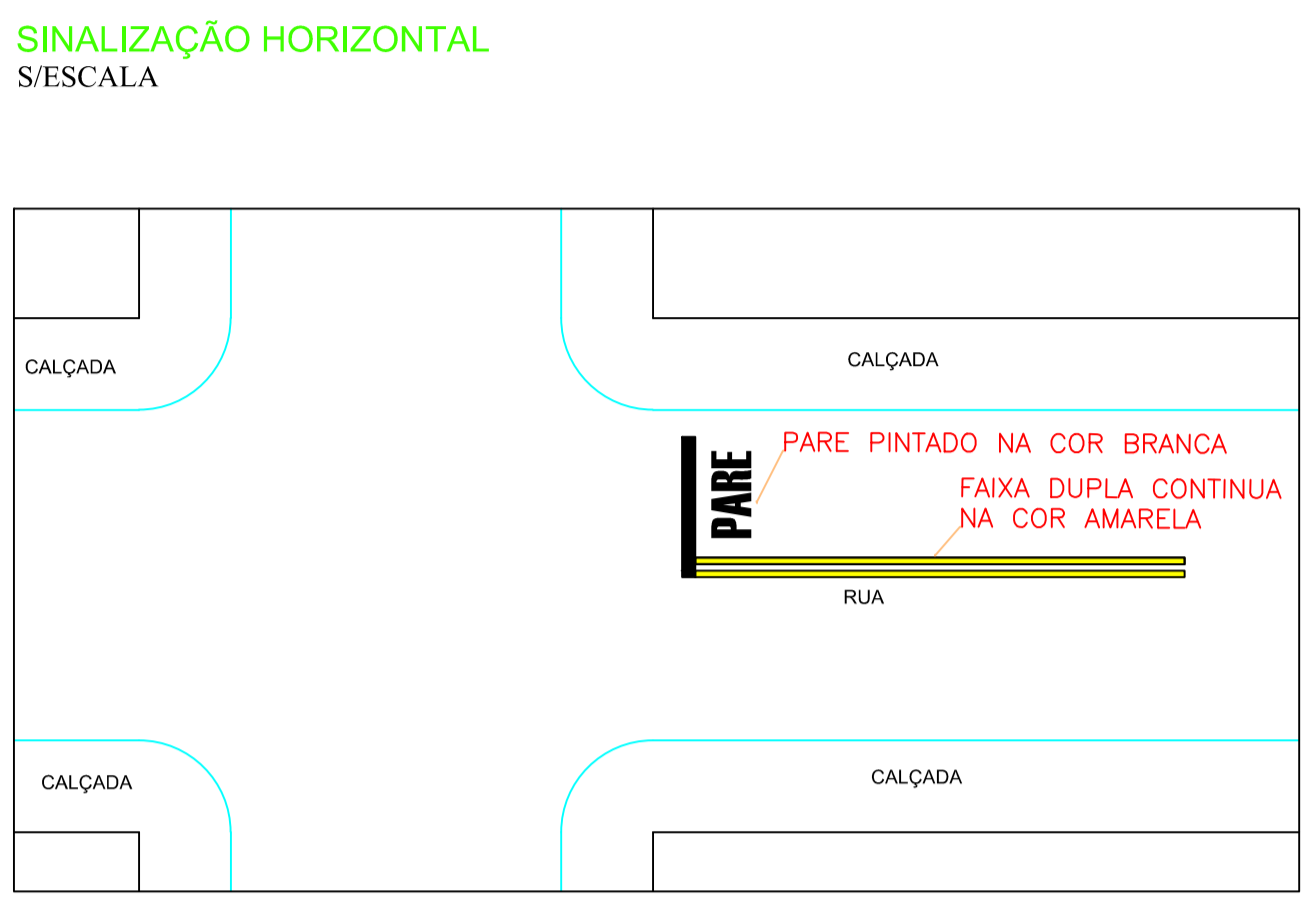 SINALIZAÇÃO HORIZONTAL
S/ESCALA
CALÇADA
CALÇADA
PARE
PARE PINTADO NA COR BRANCA
FAIXA DUPLA CONTINUA
NA COR AMARELA
RUA
CALÇADA
CALÇADA